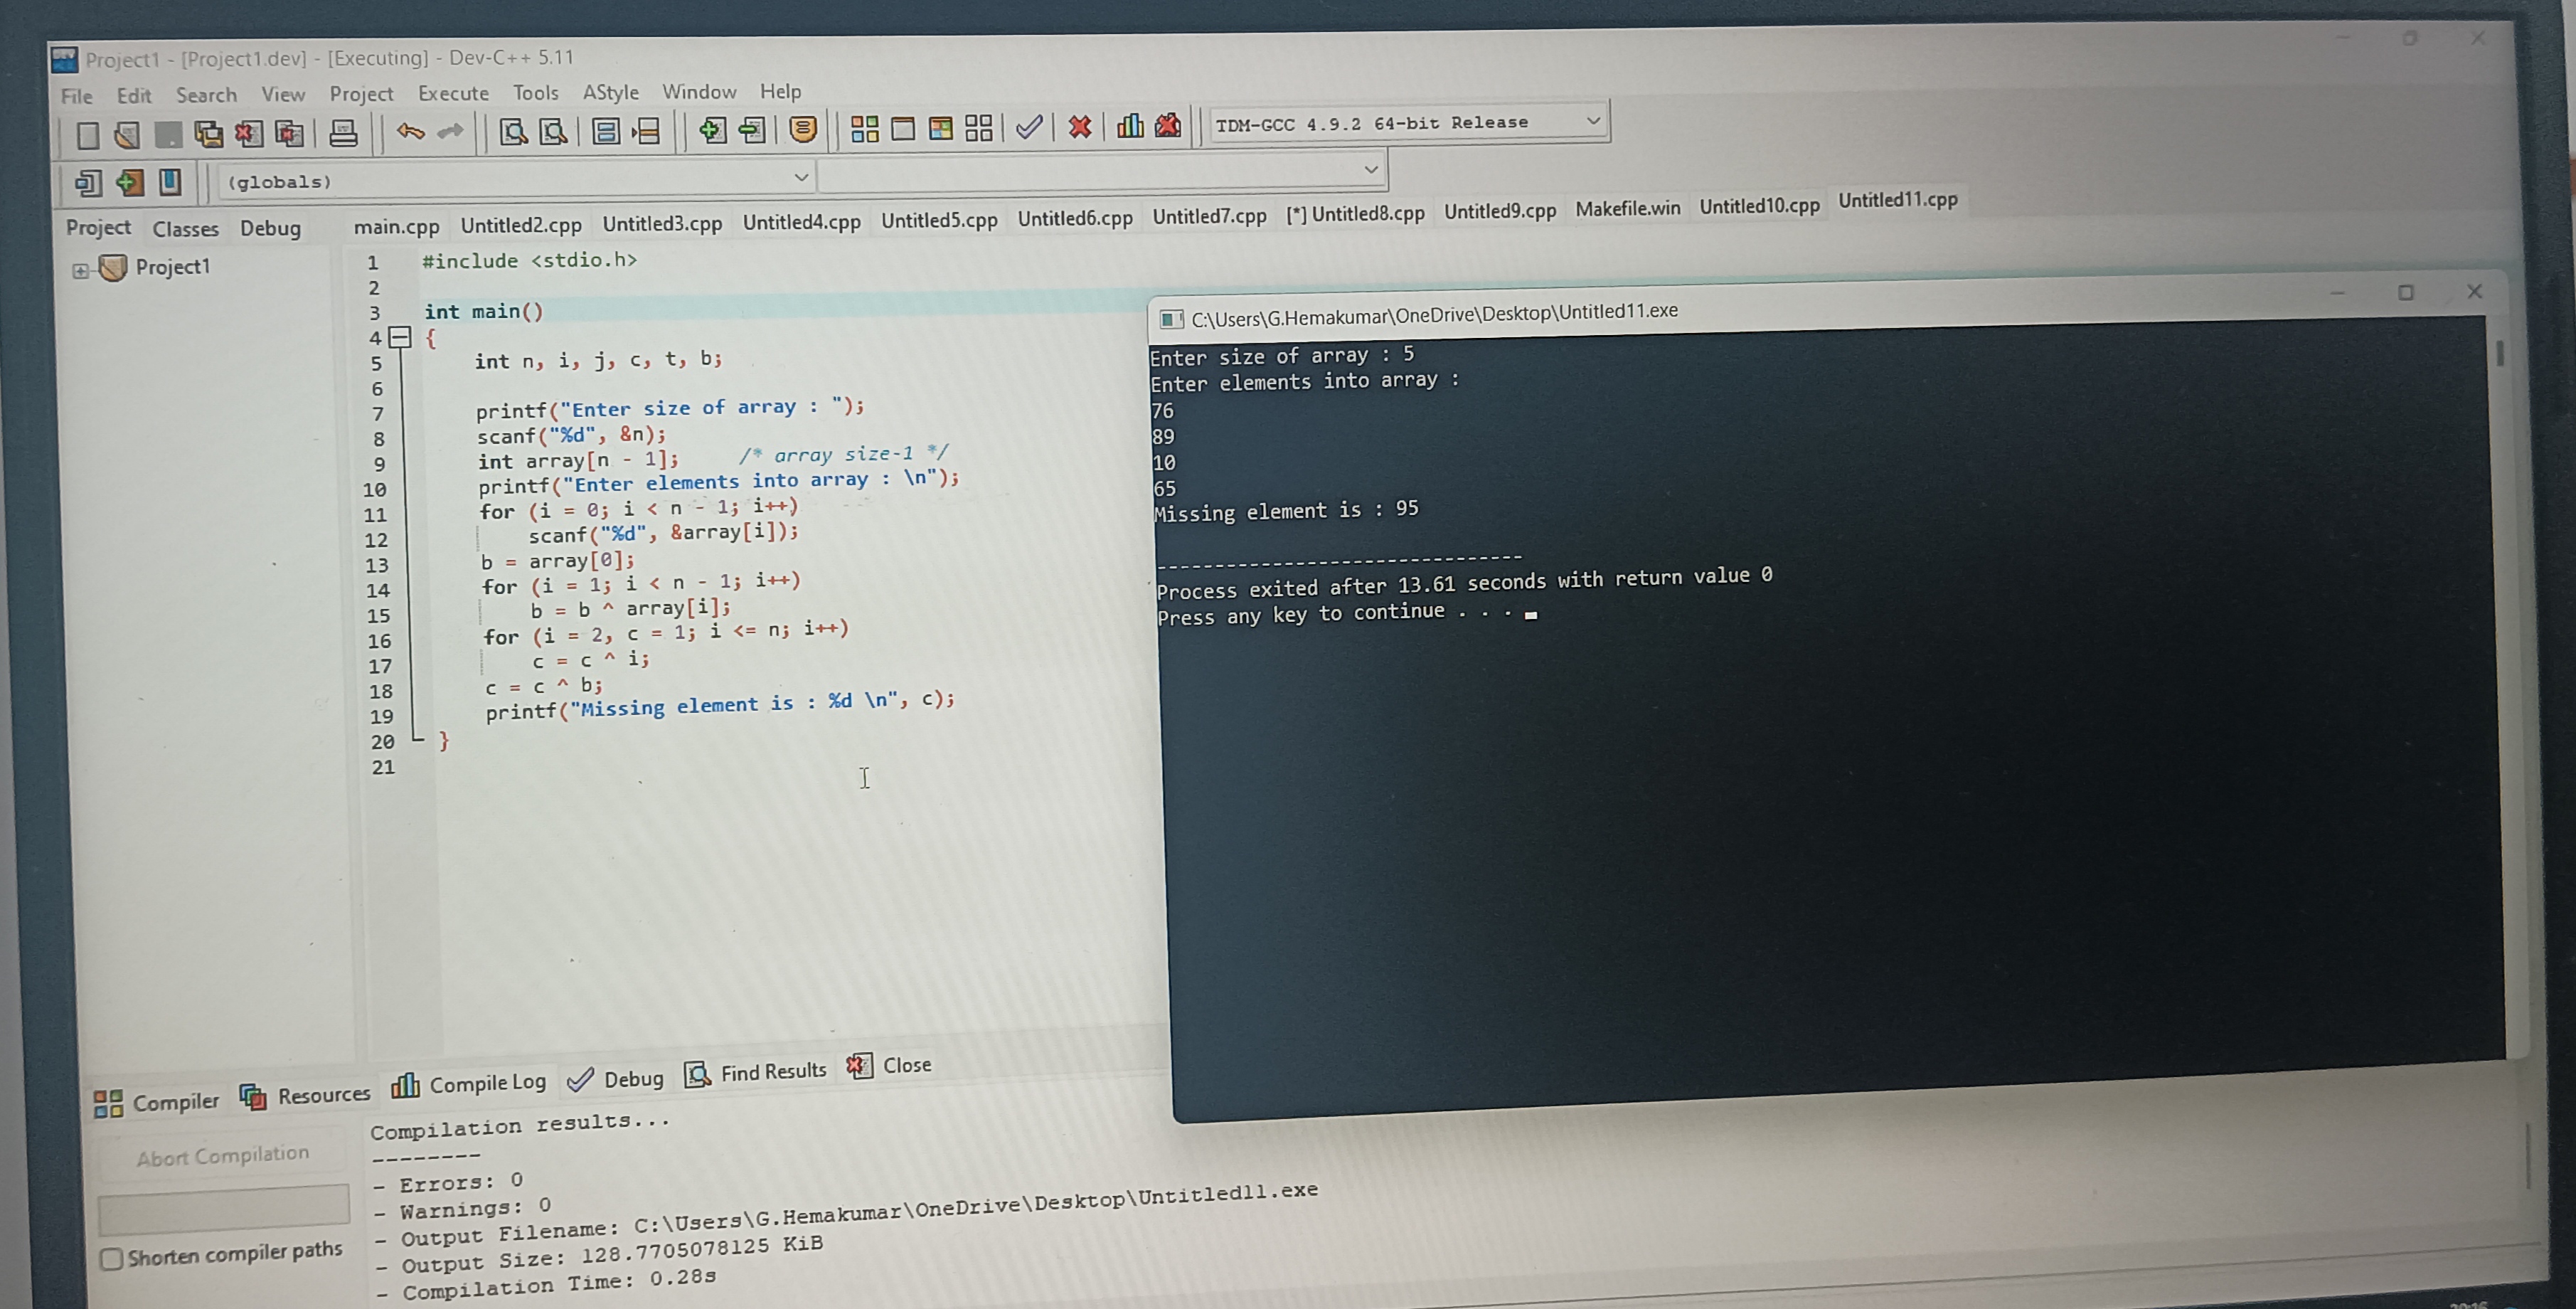 Project1 - [Project1.dev] - [Executing] - Dev-C++ 5.11
File Edit Search View Project Execute Tools AStyle Window Help
TDM-GCC 4.9.2 64-bit Release
(globals)
Project Classes Debug
main.cpp Untitled2.cpp Untitled3.cpp Untitled4.cpp Untitled5.cpp Untitled6.cpp Untitled7.cpp [*] Untitled8.cpp Untitled9.cpp Makefile.win Untitled10.cpp Untitled11.cpp
Project1
1 #include <stdio.h>
2
3 int main()
4 {
5 int n, i, j, c, t, b;
6
7 printf("Enter size of array : ");
8 scanf("%d", &n);
9 int array[n - 1]; /* array size-1 */
10 printf("Enter elements into array : \n");
11 for (i = 0; i < n - 1; i++)
12 scanf("%d", &array[i]);
13 b = array[0];
14 for (i = 1; i < n - 1; i++)
15 b = b ^ array[i];
16 for (i = 2, c = 1; i <= n; i++)
17 c = c ^ i;
18 c = c ^ b;
19 printf("Missing element is : %d \n", c);
20 }
21
C:\Users\G.Hemakumar\OneDrive\Desktop\Untitled11.exe
Enter size of array : 5
Enter elements into array :
76
89
10
65
Missing element is : 95
--------------------------------
Process exited after 13.61 seconds with return value 0
Press any key to continue . . .
Compiler Resources Compile Log Debug Find Results Close
Abort Compilation
Shorten compiler paths
Compilation results...
--------
- Errors: 0
- Warnings: 0
- Output Filename: C:\Users\G.Hemakumar\OneDrive\Desktop\Untitled11.exe
- Output Size: 128.7705078125 KiB
- Compilation Time: 0.28s